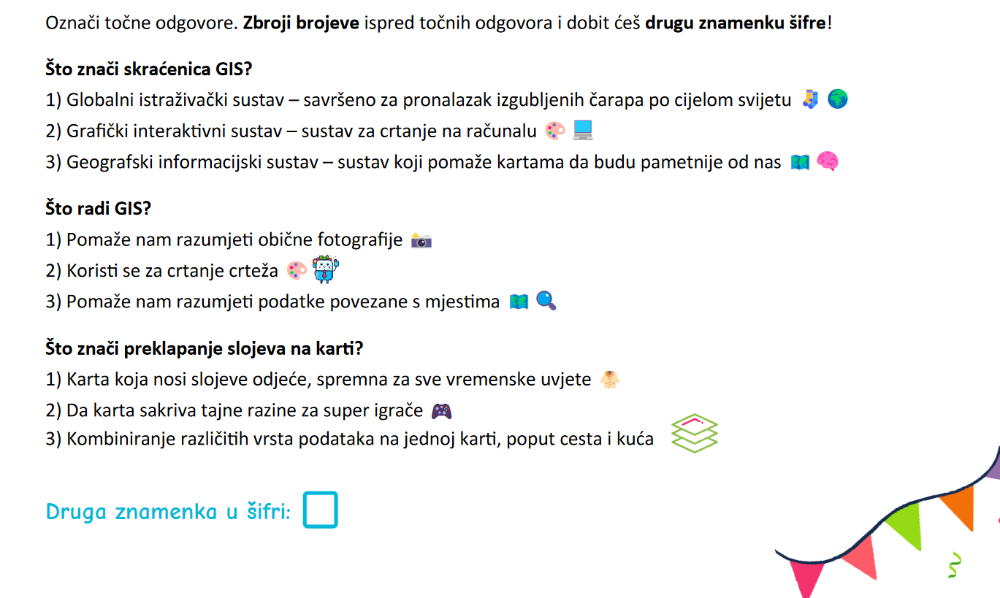 Označi točne odgovore. Zbroji brojeve ispred točnih odgovora i dobit ćeš drugu znamenku šifre!
Što znači skraćenica GIS?
1) Globalni istraživački sustav – savršeno za pronalazak izgubljenih čarapa po cijelom svijetu
2) Grafički interaktivni sustav – sustav za crtanje na računalu
3) Geografski informacijski sustav – sustav koji pomaže kartama da budu pametnije od nas
Što radi GIS?
1) Pomaže nam razumjeti obične fotografije
2) Koristi se za crtanje crteža
3) Pomaže nam razumjeti podatke povezane s mjestima
Što znači preklapanje slojeva na karti?
1) Karta koja nosi slojeve odjeće, spremna za sve vremenske uvjete
2) Da karta sakriva tajne razine za super igrače
3) Kombiniranje različitih vrsta podataka na jednoj karti, poput cesta i kuća
Druga znamenka u šifri: